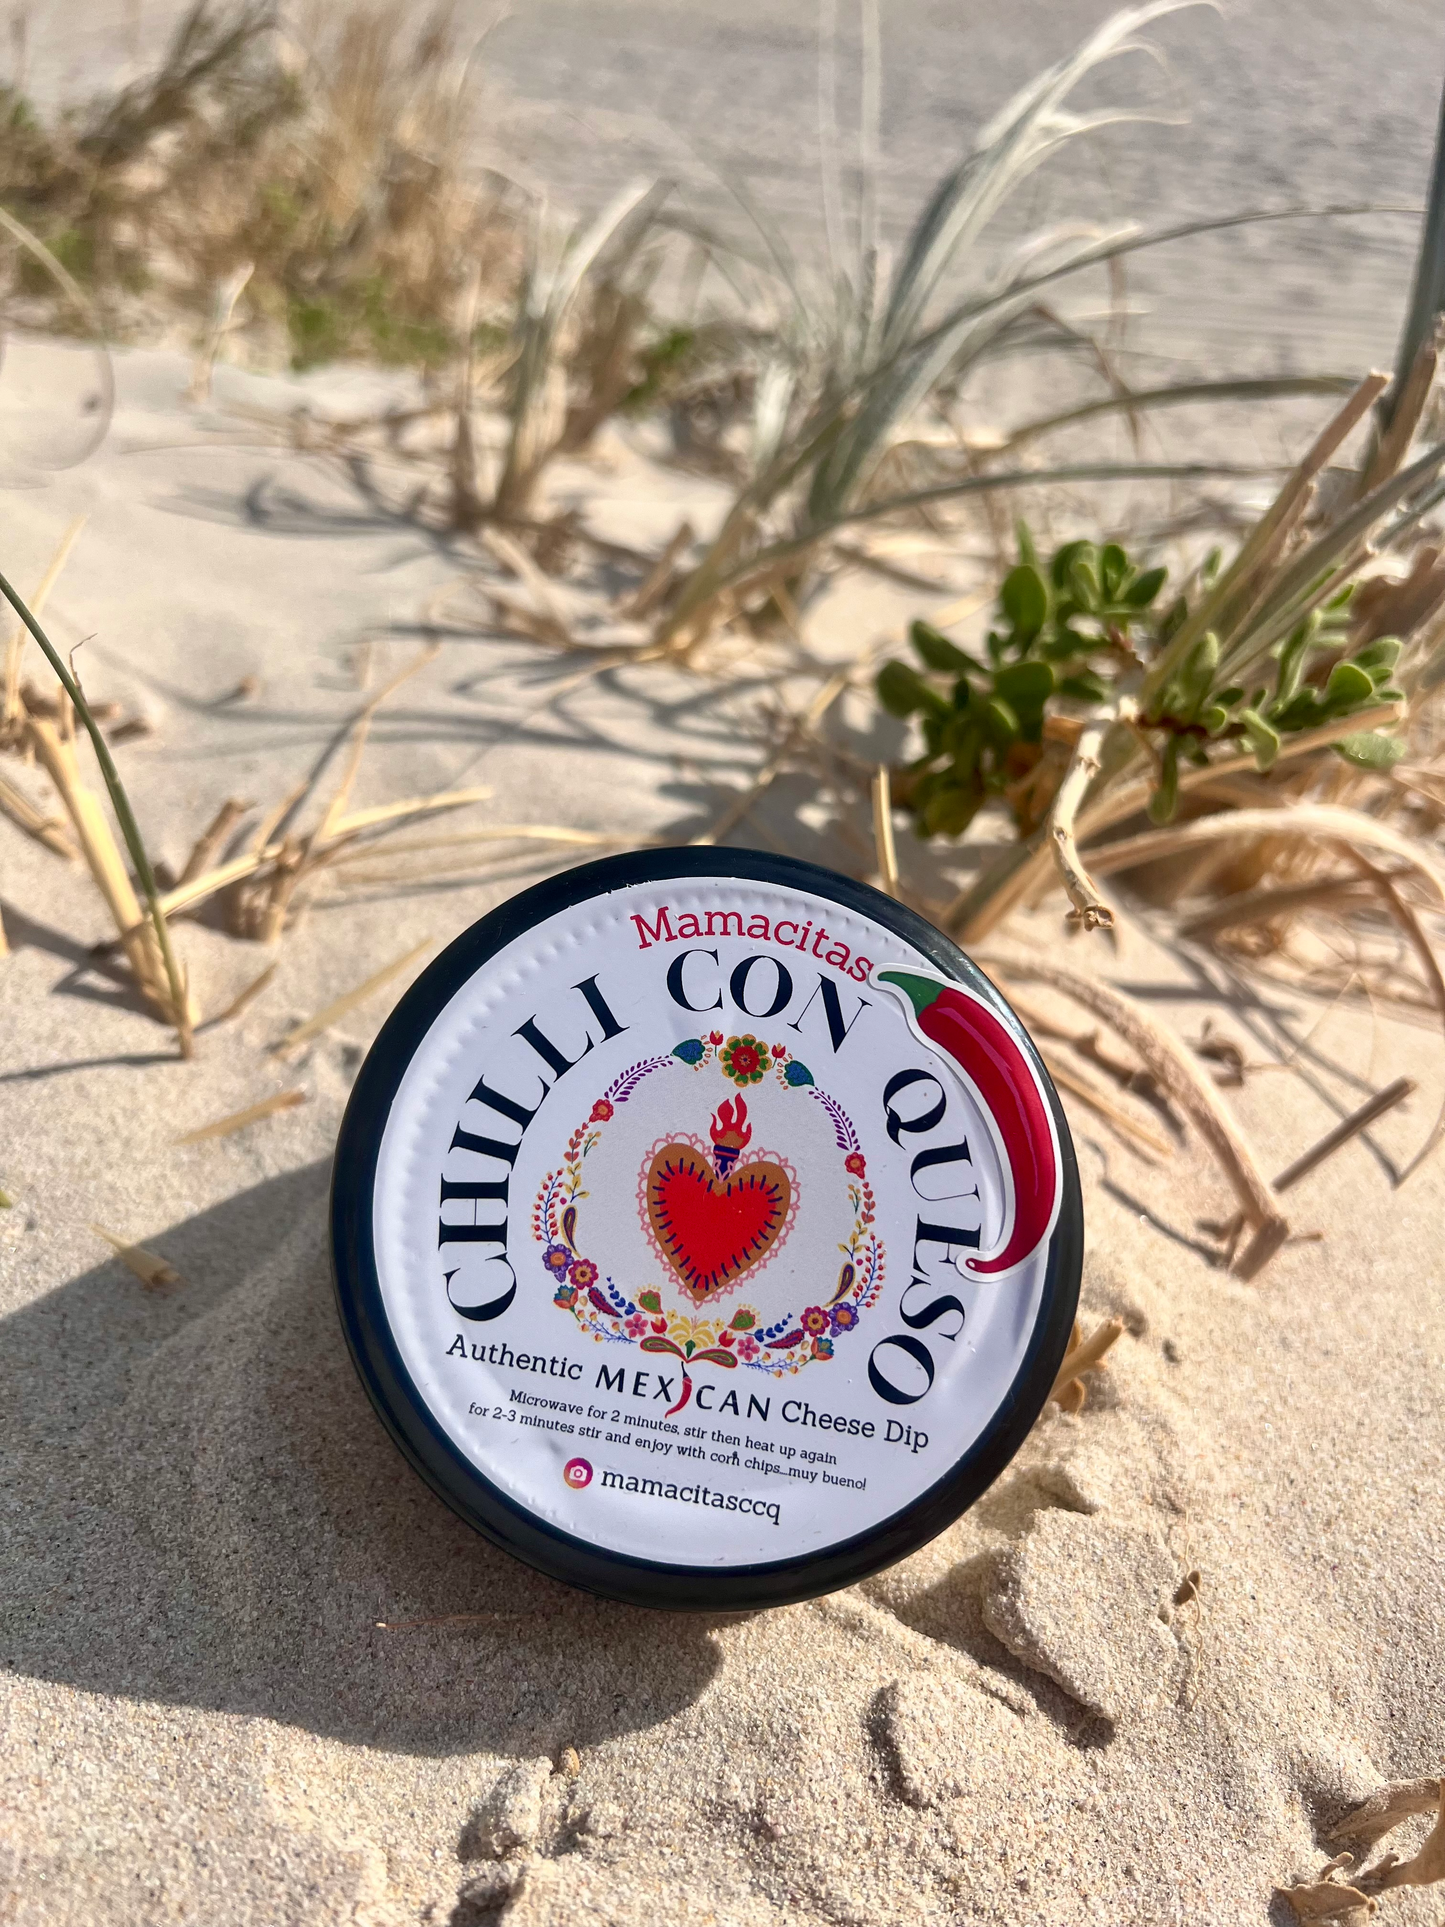 Mamacitas
CHILLI CON QUESO
Authentic MEXICAN Cheese Dip
Microwave for 2 minutes, stir then heat up again
for 2-3 minutes stir and enjoy with corn chips...muy bueno!
mamacitasccq